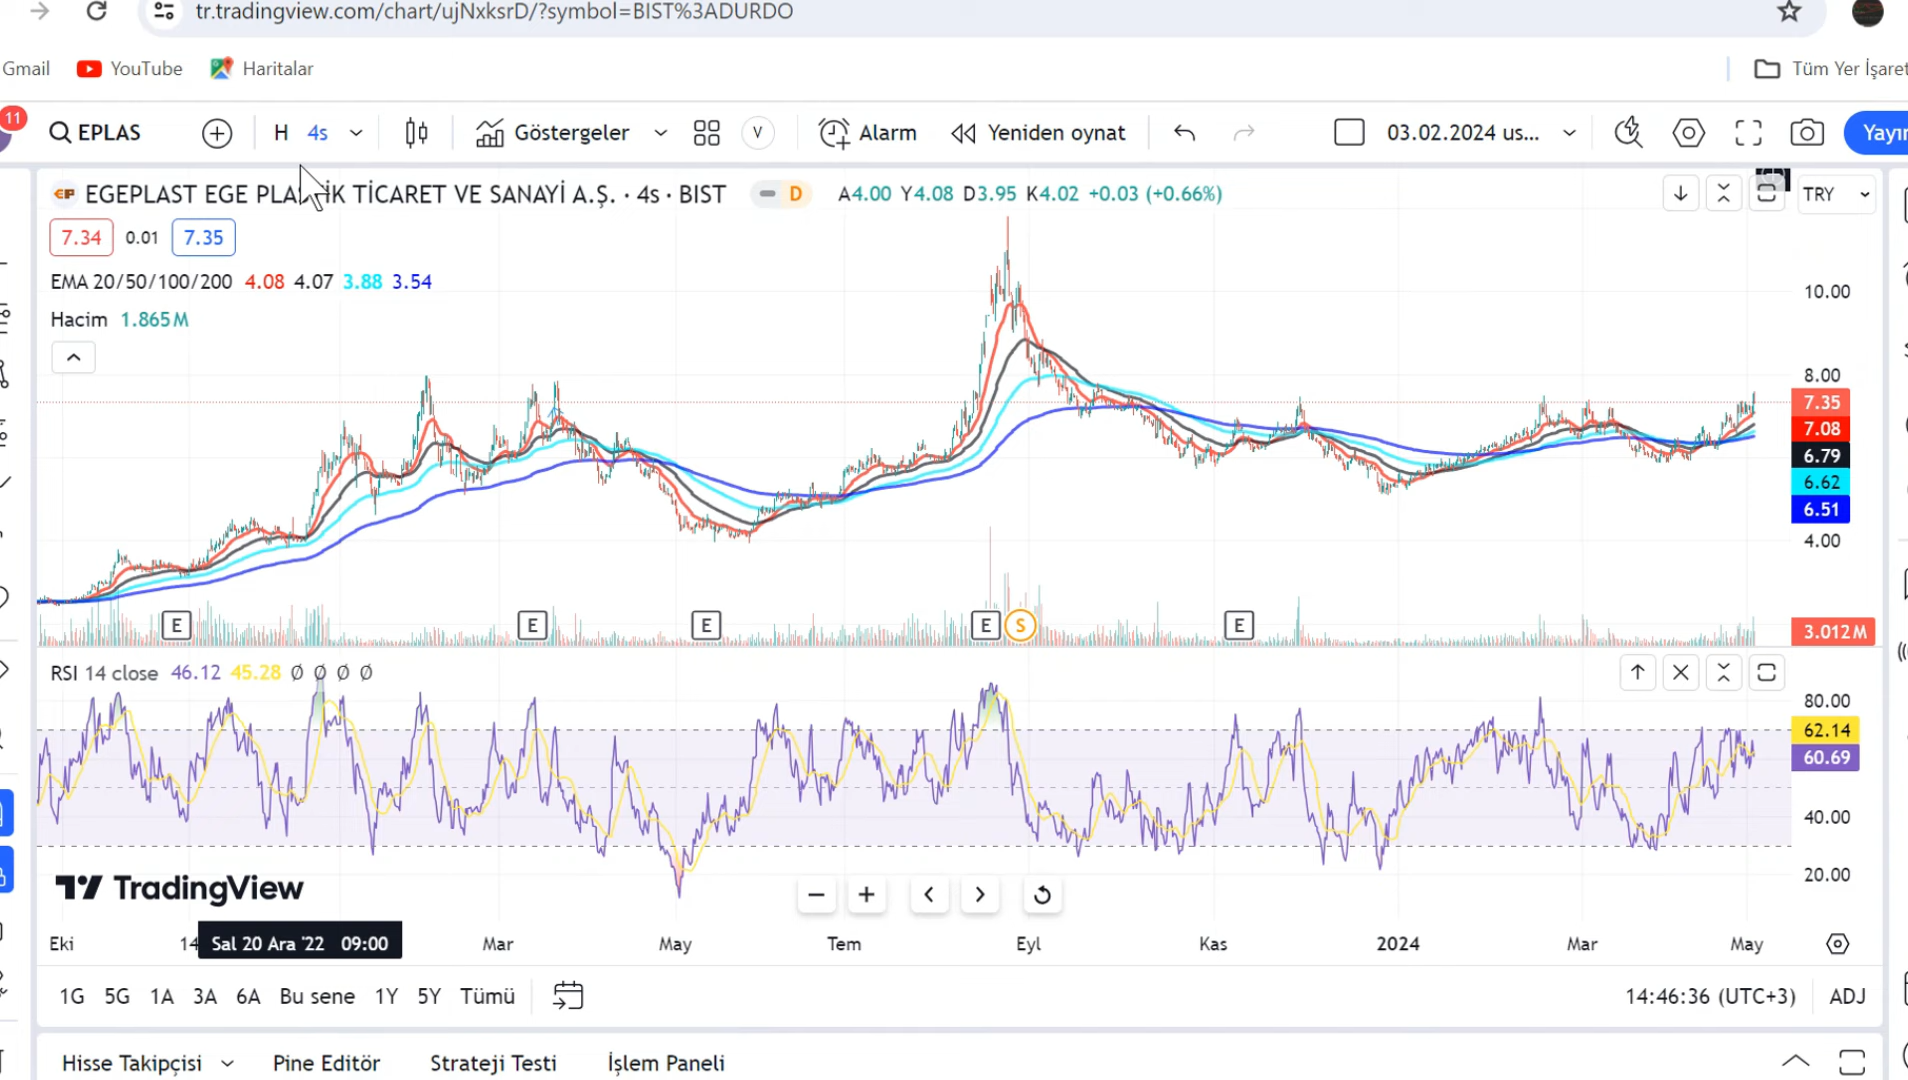 tr.tradingview.com/chart/ujNxksrD/?symbol=BIST%3ADURDO
Gmail YouTube Haritalar Tüm Yer İşaret
11 EPLAS H 4s Göstergeler V Alarm Yeniden oynat 03.02.2024 us... Yayın
EGEPLAST EGE PLA İK TİCARET VE SANAYİ A.Ş. · 4s · BIST D A4.00 Y4.08 D3.95 K4.02 +0.03 (+0.66%) TRY
7.34 0.01 7.35
EMA 20/50/100/200 4.08 4.07 3.88 3.54
Hacim 1.865M
10.00
8.00
7.35
7.08
6.79
6.62
6.51
4.00
E E E E S E
3.012M
RSI 14 close 46.12 45.28 Ø Ø Ø Ø
80.00
62.14
60.69
40.00
20.00
TradingView
Eki 14 Sal 20 Ara '22 09:00 Mar May Tem Eyl Kas 2024 Mar May
1G 5G 1A 3A 6A Bu sene 1Y 5Y Tümü 14:46:36 (UTC+3) ADJ
Hisse Takipçisi Pine Editör Strateji Testi İşlem Paneli